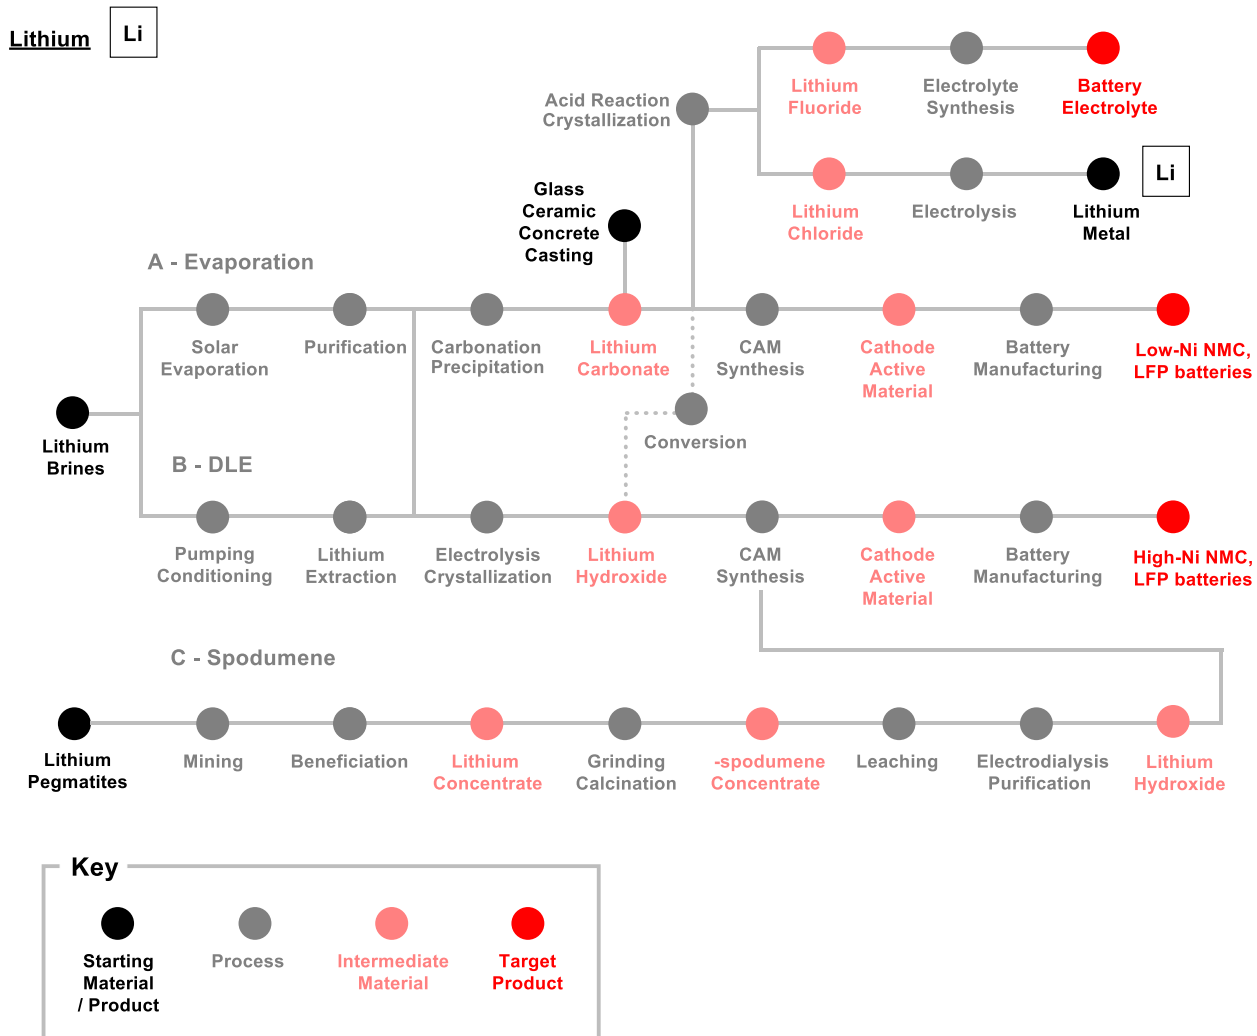 Lithium
Li
Lithium
Fluoride
Electrolyte
Synthesis
Battery
Electrolyte
Acid Reaction
Crystallization
Li
Glass
Ceramic
Concrete
Casting
Lithium
Chloride
Electrolysis
Lithium
Metal
A - Evaporation
Solar
Evaporation
Purification
Carbonation
Precipitation
Lithium
Carbonate
CAM
Synthesis
Cathode
Active
Material
Battery
Manufacturing
Low-Ni NMC,
LFP batteries
Lithium
Brines
Conversion
B - DLE
Pumping
Conditioning
Lithium
Extraction
Electrolysis
Crystallization
Lithium
Hydroxide
CAM
Synthesis
Cathode
Active
Material
Battery
Manufacturing
High-Ni NMC,
LFP batteries
C - Spodumene
Lithium
Pegmatites
Mining
Beneficiation
Lithium
Concentrate
Grinding
Calcination
-spodumene
Concentrate
Leaching
Electrodialysis
Purification
Lithium
Hydroxide
Key
Starting
Material
/ Product
Process
Intermediate
Material
Target
Product